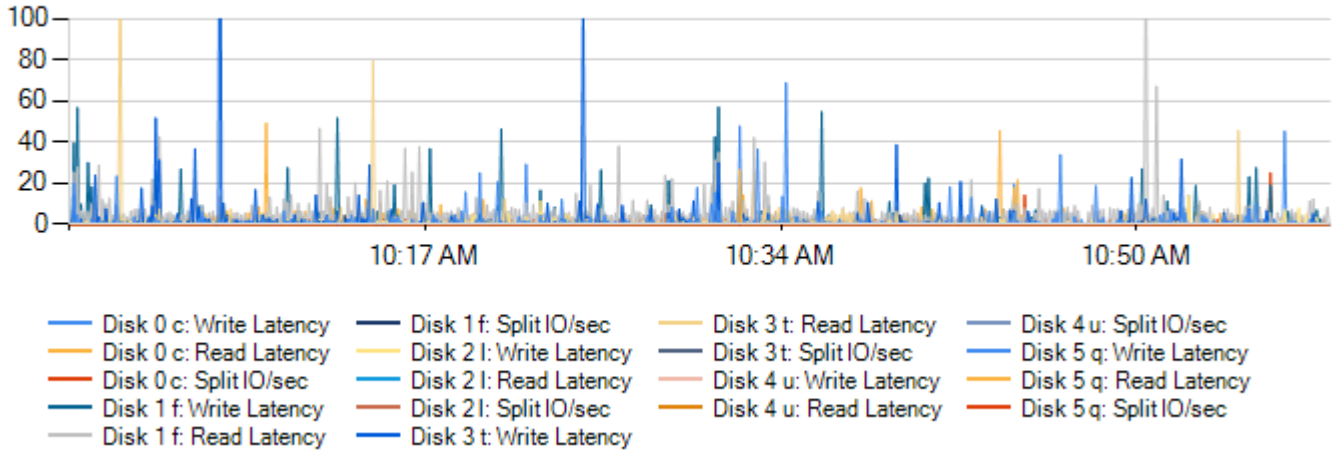 100
80
60
40
20
0
10:17 AM 10:34 AM 10:50 AM
Disk 0 c: Write Latency Disk 1 f: Split IO/sec Disk 3 t: Read Latency Disk 4 u: Split IO/sec
Disk 0 c: Read Latency Disk 2 l: Write Latency Disk 3 t: Split IO/sec Disk 5 q: Write Latency
Disk 0 c: Split IO/sec Disk 2 l: Read Latency Disk 4 u: Write Latency Disk 5 q: Read Latency
Disk 1 f: Write Latency Disk 2 l: Split IO/sec Disk 4 u: Read Latency Disk 5 q: Split IO/sec
Disk 1 f: Read Latency Disk 3 t: Write Latency